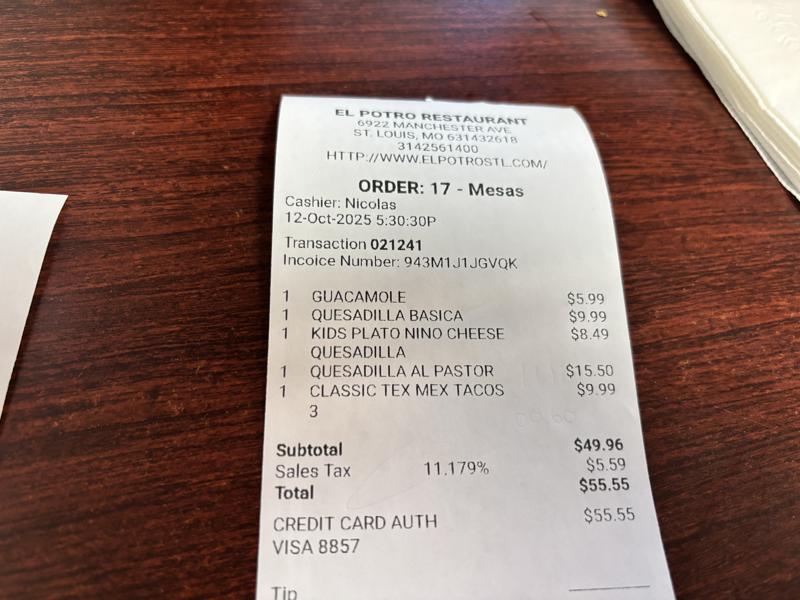 EL POTRO RESTAURANT
6922 MANCHESTER AVE
ST. LOUIS, MO 631432618
3142561400
HTTP://WWW.ELPOTROSTL.COM/
ORDER: 17 - Mesas
Cashier: Nicolas
12-Oct-2025 5:30:30P
Transaction 021241
Incoice Number: 943M1J1JGVQK
1 GUACAMOLE $5.99
1 QUESADILLA BASICA $9.99
1 KIDS PLATO NINO CHEESE $8.49
QUESADILLA
1 QUESADILLA AL PASTOR $15.50
1 CLASSIC TEX MEX TACOS $9.99
3
Subtotal $49.96
Sales Tax 11.179% $5.59
Total $55.55
CREDIT CARD AUTH $55.55
VISA 8857
Tip